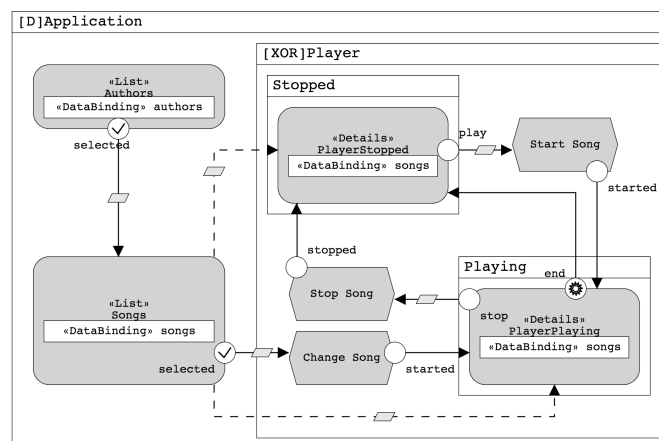 [D]Application
[XOR]Player
«List»
Authors
«DataBinding» authors
selected
Stopped
«Details»
PlayerStopped
«DataBinding» songs
play
Start Song
started
stopped
Stop Song
Playing
end
stop
«Details»
PlayerPlaying
«DataBinding» songs
«List»
Songs
«DataBinding» songs
selected
Change Song
started